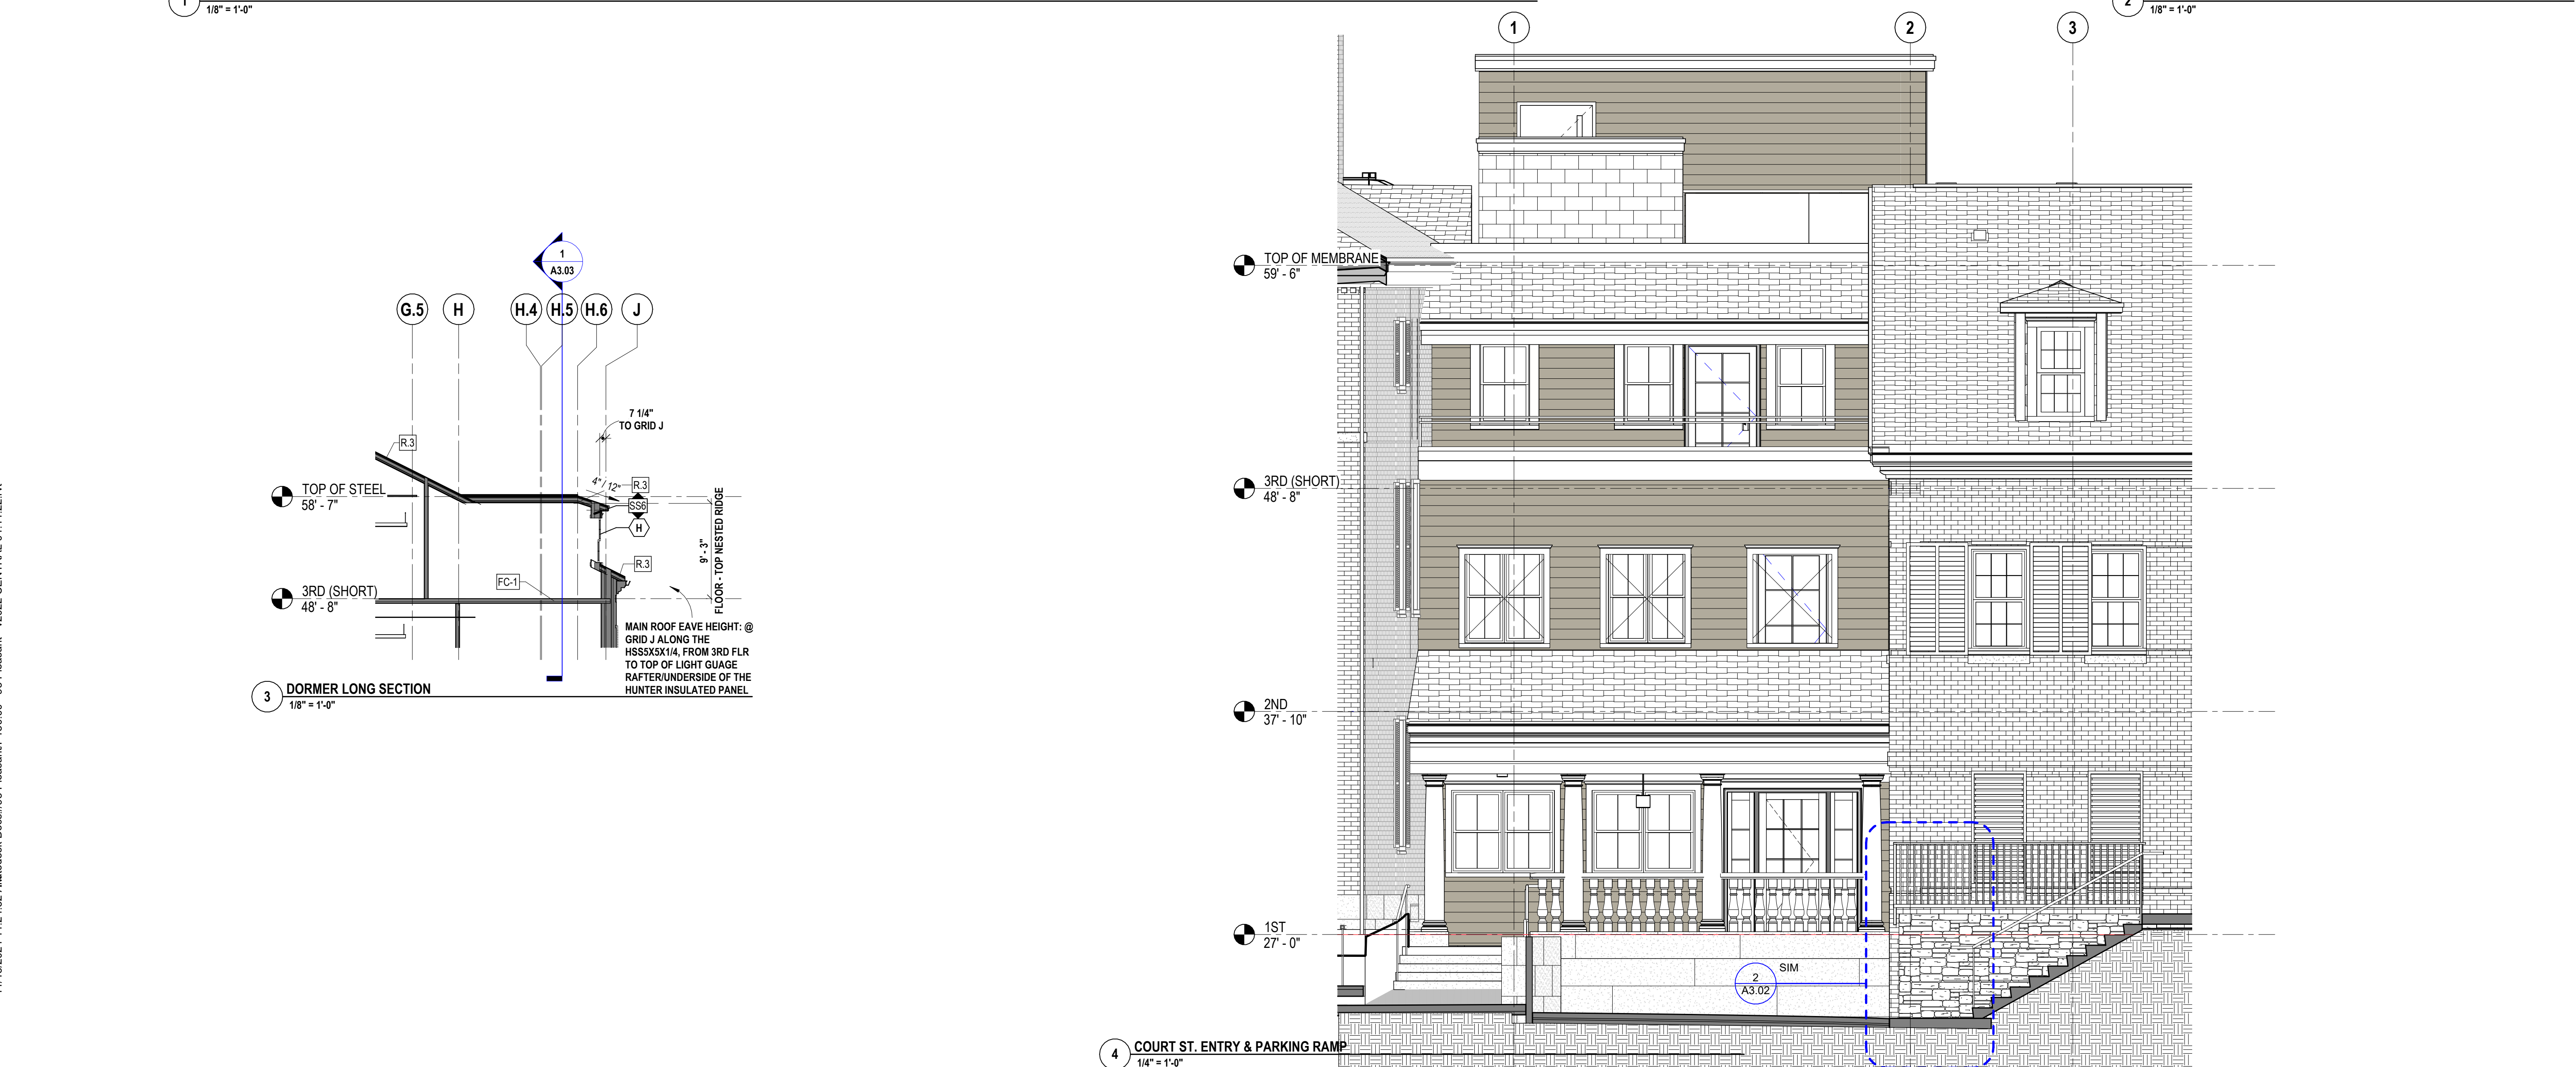 1
1/8" = 1'-0"
2
1/8" = 1'-0"
1
A3.03
G.5
H
H.4
H.5
H.6
J
7 1/4"
TO GRID J
R.3
TOP OF STEEL
58' - 7"
4" / 12"
R.3
SS6
H
R.3
9' - 3"
FLOOR - TOP NESTED RIDGE
FC-1
3RD (SHORT)
48' - 8"
MAIN ROOF EAVE HEIGHT: @
GRID J ALONG THE
HSS5X5X1/4, FROM 3RD FLR
TO TOP OF LIGHT GUAGE
RAFTER/UNDERSIDE OF THE
HUNTER INSULATED PANEL
3
DORMER LONG SECTION
1/8" = 1'-0"
1
2
3
TOP OF MEMBRANE
59' - 6"
3RD (SHORT)
48' - 8"
2ND
37' - 10"
1ST
27' - 0"
2
A3.02
SIM
4
COURT ST. ENTRY & PARKING RAMP
1/4" = 1'-0"